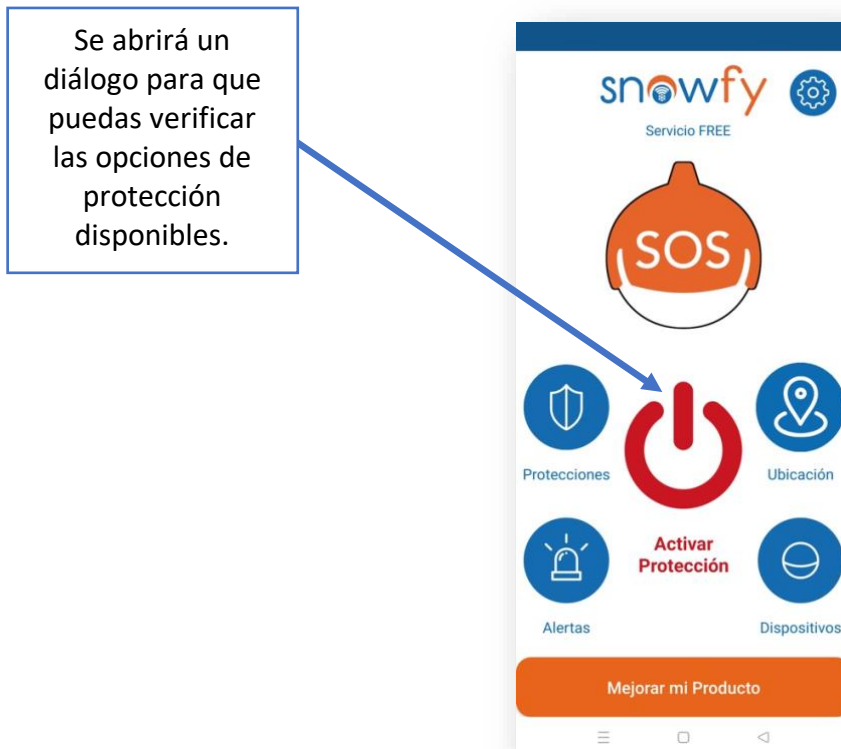 Se abrirá un
diálogo para que
puedas verificar
las opciones de
protección
disponibles.
snowfy
Servicio FREE
SOS
Protecciones
Ubicación
Activar
Protección
Alertas
Dispositivos
Mejorar mi Producto